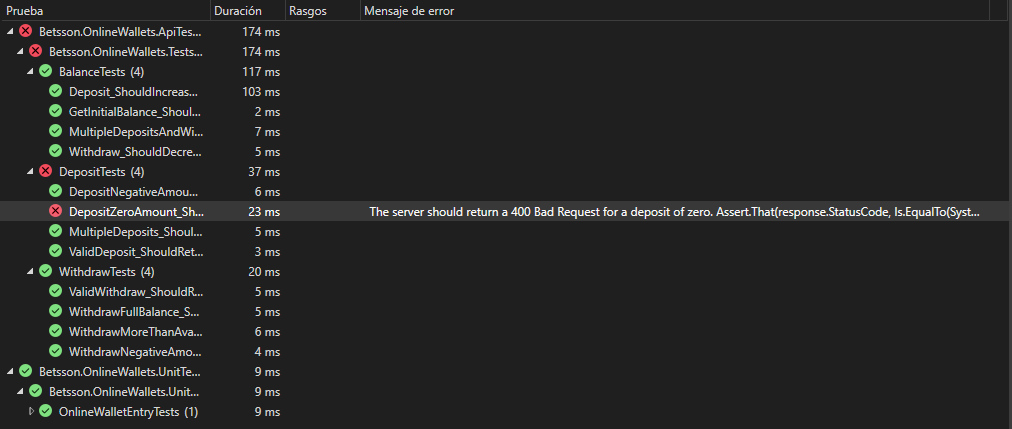 Prueba Duración Rasgos Mensaje de error
Betsson.OnlineWallets.ApiTes... 174 ms
Betsson.OnlineWallets.Tests... 174 ms
BalanceTests (4) 117 ms
Deposit_ShouldIncreas... 103 ms
GetInitialBalance_Shoul... 2 ms
MultipleDepositsAndWi... 7 ms
Withdraw_ShouldDecre... 5 ms
DepositTests (4) 37 ms
DepositNegativeAmou... 6 ms
DepositZeroAmount_Sh... 23 ms The server should return a 400 Bad Request for a deposit of zero. Assert.That(response.StatusCode, Is.EqualTo(Syst...
MultipleDeposits_Shoul... 5 ms
ValidDeposit_ShouldRet... 3 ms
WithdrawTests (4) 20 ms
ValidWithdraw_ShouldR... 5 ms
WithdrawFullBalance_S... 5 ms
WithdrawMoreThanAva... 6 ms
WithdrawNegativeAmo... 4 ms
Betsson.OnlineWallets.UnitTe... 9 ms
Betsson.OnlineWallets.Unit... 9 ms
OnlineWalletEntryTests (1) 9 ms